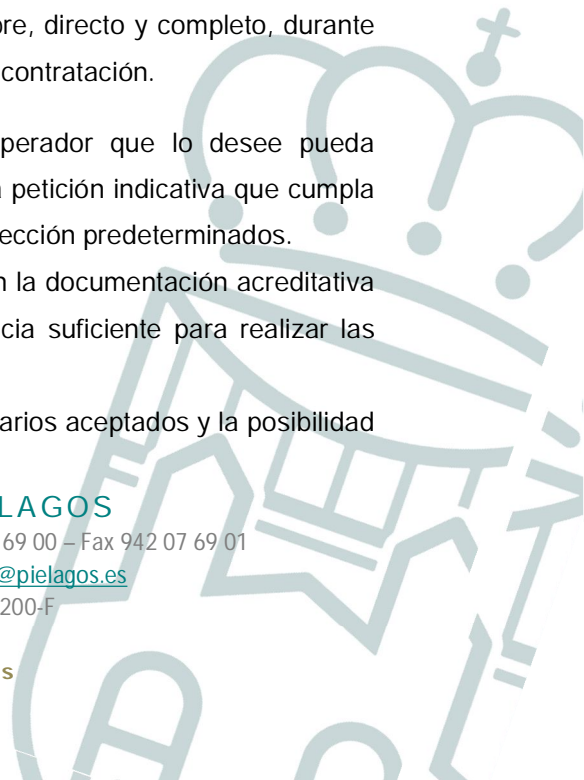 bre, directo y completo, durante
contratación.
perador que lo desee pueda
petición indicativa que cumpla
ección predeterminados.
n la documentación acreditativa
cia suficiente para realizar las
arios aceptados y la posibilidad
LAGOS
69 00 – Fax 942 07 69 01
@pielagos.es
200-F
s